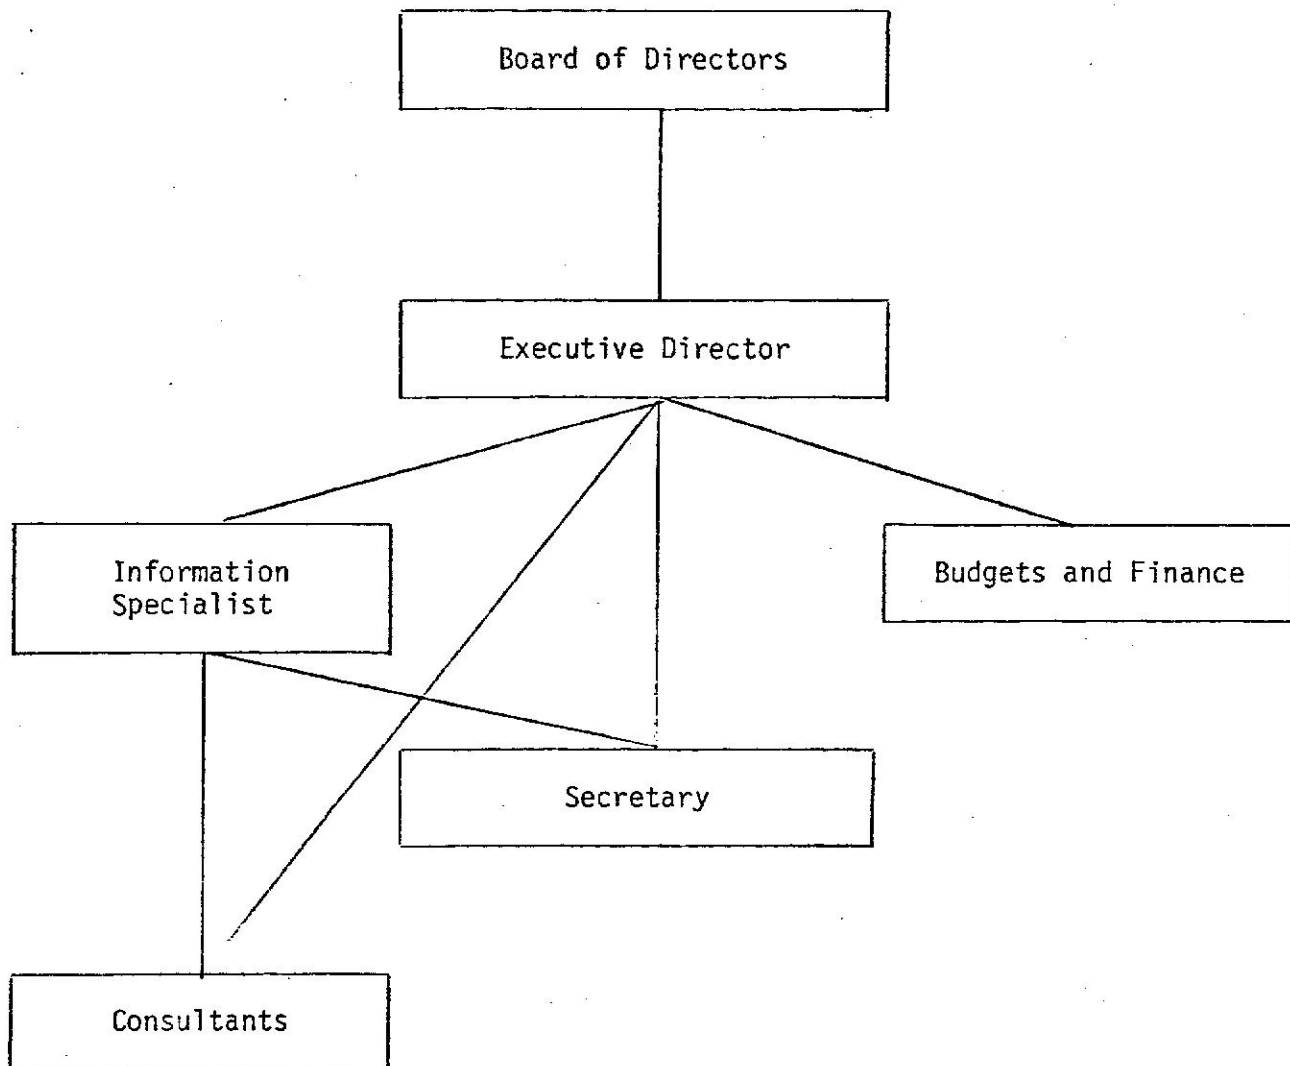 Board of Directors
Executive Director
Information
Specialist
Budgets and Finance
Secretary
Consultants